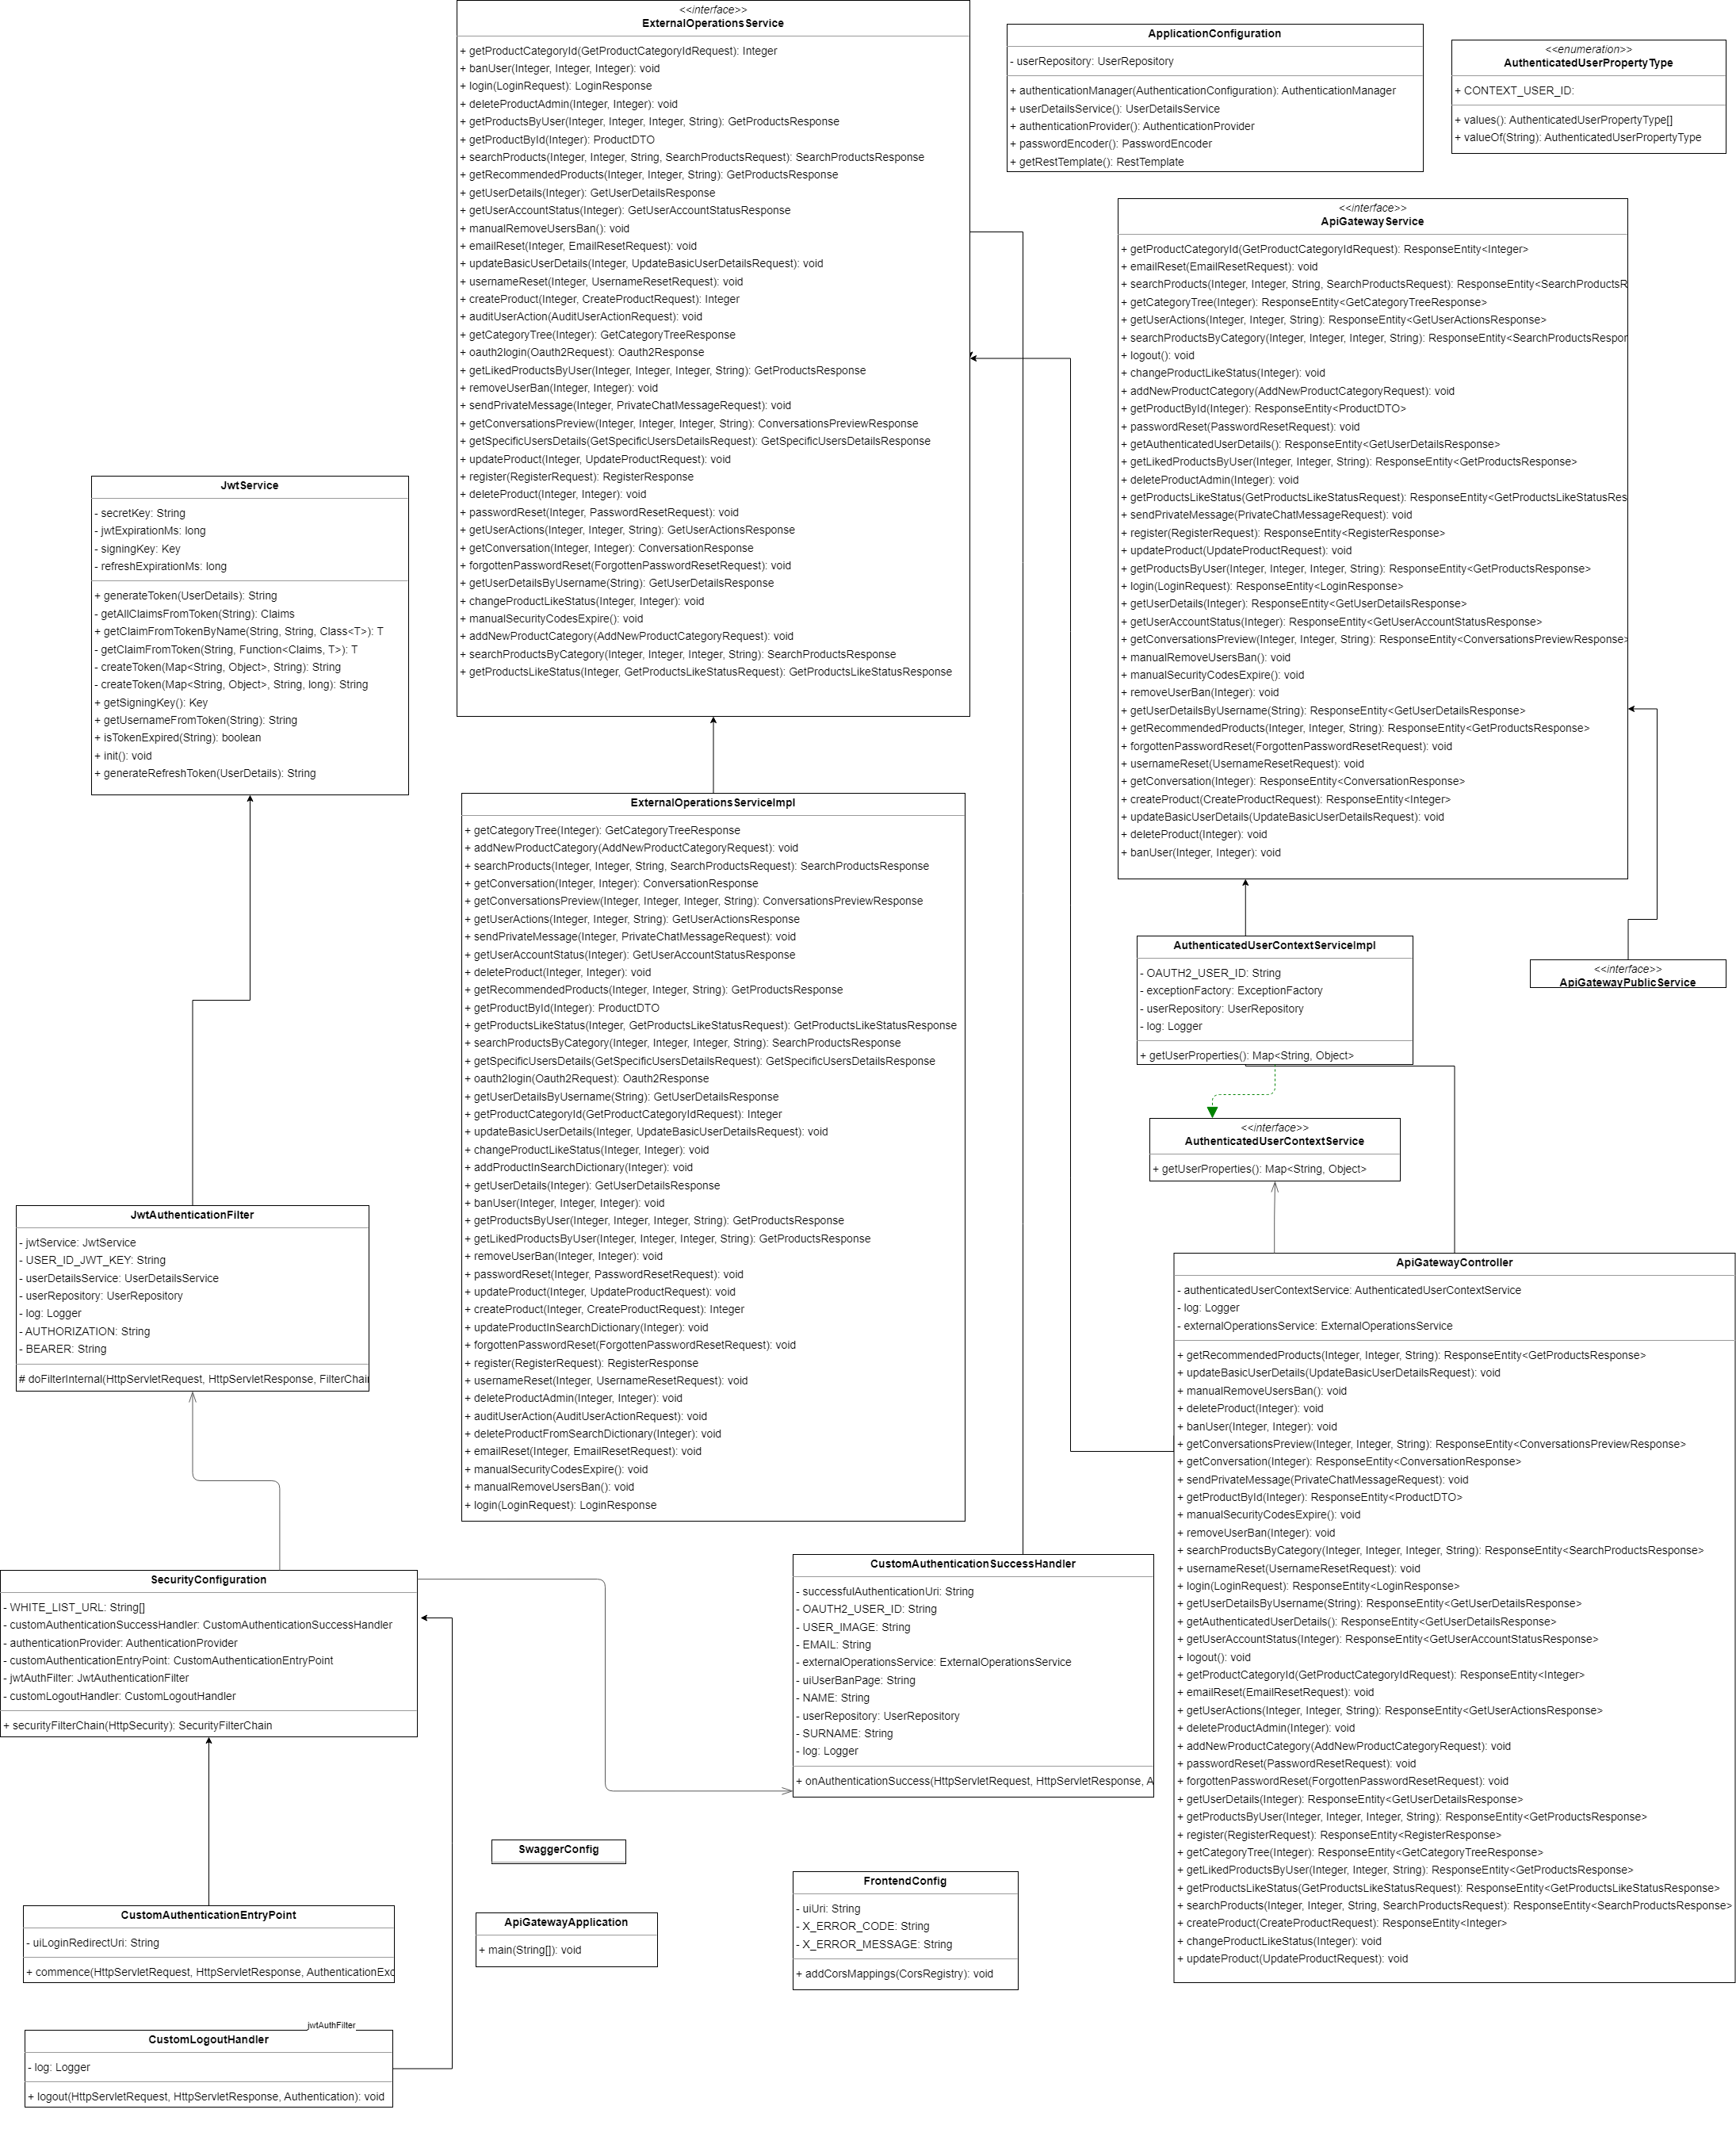 <<interface>>
ExternalOperationsService
+ getProductCategoryId(GetProductCategoryIdRequest): Integer
+ banUser(Integer, Integer, Integer): void
+ login(LoginRequest): LoginResponse
+ deleteProductAdmin(Integer, Integer): void
+ getProductsByUser(Integer, Integer, Integer, String): GetProductsResponse
+ getProductById(Integer): ProductDTO
+ searchProducts(Integer, Integer, String, SearchProductsRequest): SearchProductsResponse
+ getRecommendedProducts(Integer, Integer, String): GetProductsResponse
+ getUserDetails(Integer): GetUserDetailsResponse
+ getUserAccountStatus(Integer): GetUserAccountStatusResponse
+ manualRemoveUsersBan(): void
+ emailReset(Integer, EmailResetRequest): void
+ updateBasicUserDetails(Integer, UpdateBasicUserDetailsRequest): void
+ usernameReset(Integer, UsernameResetRequest): void
+ createProduct(Integer, CreateProductRequest): Integer
+ auditUserAction(AuditUserActionRequest): void
+ getCategoryTree(Integer): GetCategoryTreeResponse
+ oauth2login(Oauth2Request): Oauth2Response
+ getLikedProductsByUser(Integer, Integer, Integer, String): GetProductsResponse
+ removeUserBan(Integer, Integer): void
+ sendPrivateMessage(Integer, PrivateChatMessageRequest): void
+ getConversationsPreview(Integer, Integer, Integer, String): ConversationsPreviewResponse
+ getSpecificUsersDetails(GetSpecificUsersDetailsRequest): GetSpecificUsersDetailsResponse
+ updateProduct(Integer, UpdateProductRequest): void
+ register(RegisterRequest): RegisterResponse
+ deleteProduct(Integer, Integer): void
+ passwordReset(Integer, PasswordResetRequest): void
+ getUserActions(Integer, Integer, String): GetUserActionsResponse
+ getConversation(Integer, Integer): ConversationResponse
+ forgottenPasswordReset(ForgottenPasswordResetRequest): void
+ getUserDetailsByUsername(String): GetUserDetailsResponse
+ changeProductLikeStatus(Integer, Integer): void
+ manualSecurityCodesExpire(): void
+ addNewProductCategory(AddNewProductCategoryRequest): void
+ searchProductsByCategory(Integer, Integer, Integer, String): SearchProductsResponse
+ getProductsLikeStatus(Integer, GetProductsLikeStatusRequest): GetProductsLikeStatusResponse
ApplicationConfiguration
- userRepository: UserRepository
+ authenticationManager(AuthenticationConfiguration): AuthenticationManager
+ userDetailsService(): UserDetailsService
+ authenticationProvider(): AuthenticationProvider
+ passwordEncoder(): PasswordEncoder
+ getRestTemplate(): RestTemplate
<<enumeration>>
AuthenticatedUserPropertyType
+ CONTEXT_USER_ID:
+ values(): AuthenticatedUserPropertyType[]
+ valueOf(String): AuthenticatedUserPropertyType
<<interface>>
ApiGatewayService
+ getProductCategoryId(GetProductCategoryIdRequest): ResponseEntity<Integer>
+ emailReset(EmailResetRequest): void
+ searchProducts(Integer, Integer, String, SearchProductsRequest): ResponseEntity<SearchProductsR
+ getCategoryTree(Integer): ResponseEntity<GetCategoryTreeResponse>
+ getUserActions(Integer, Integer, String): ResponseEntity<GetUserActionsResponse>
+ searchProductsByCategory(Integer, Integer, Integer, String): ResponseEntity<SearchProductsRespor
+ logout(): void
+ changeProductLikeStatus(Integer): void
+ addNewProductCategory(AddNewProductCategoryRequest): void
+ getProductById(Integer): ResponseEntity<ProductDTO>
+ passwordReset(PasswordResetRequest): void
+ getAuthenticatedUserDetails(): ResponseEntity<GetUserDetailsResponse>
+ getLikedProductsByUser(Integer, Integer, String): ResponseEntity<GetProductsResponse>
+ deleteProductAdmin(Integer): void
+ getProductsLikeStatus(GetProductsLikeStatusRequest): ResponseEntity<GetProductsLikeStatusRes
+ sendPrivateMessage(PrivateChatMessageRequest): void
+ register(RegisterRequest): ResponseEntity<RegisterResponse>
+ updateProduct(UpdateProductRequest): void
+ getProductsByUser(Integer, Integer, Integer, String): ResponseEntity<GetProductsResponse>
+ login(LoginRequest): ResponseEntity<LoginResponse>
+ getUserDetails(Integer): ResponseEntity<GetUserDetailsResponse>
+ getUserAccountStatus(Integer): ResponseEntity<GetUserAccountStatusResponse>
+ getConversationsPreview(Integer, Integer, String): ResponseEntity<ConversationsPreviewResponse>
+ manualRemoveUsersBan(): void
+ manualSecurityCodesExpire(): void
+ removeUserBan(Integer): void
+ getUserDetailsByUsername(String): ResponseEntity<GetUserDetailsResponse>
+ getRecommendedProducts(Integer, Integer, String): ResponseEntity<GetProductsResponse>
+ forgottenPasswordReset(ForgottenPasswordResetRequest): void
+ usernameReset(UsernameResetRequest): void
+ getConversation(Integer): ResponseEntity<ConversationResponse>
+ createProduct(CreateProductRequest): ResponseEntity<Integer>
+ updateBasicUserDetails(UpdateBasicUserDetailsRequest): void
+ deleteProduct(Integer): void
+ banUser(Integer, Integer): void
JwtService
- secretKey: String
- jwtExpirationMs: long
- signingKey: Key
- refreshExpirationMs: long
+ generateToken(UserDetails): String
- getAllClaimsFromToken(String): Claims
+ getClaimFromTokenByName(String, String, Class<T>): T
- getClaimFromToken(String, Function<Claims, T>): T
- createToken(Map<String, Object>, String): String
- createToken(Map<String, Object>, String, long): String
+ getSigningKey(): Key
+ getUsernameFromToken(String): String
+ isTokenExpired(String): boolean
+ init(): void
+ generateRefreshToken(UserDetails): String
ExternalOperationsServiceImpl
+ getCategoryTree(Integer): GetCategoryTreeResponse
+ addNewProductCategory(AddNewProductCategoryRequest): void
+ searchProducts(Integer, Integer, String, SearchProductsRequest): SearchProductsResponse
+ getConversation(Integer, Integer): ConversationResponse
+ getConversationsPreview(Integer, Integer, Integer, String): ConversationsPreviewResponse
+ getUserActions(Integer, Integer, String): GetUserActionsResponse
+ sendPrivateMessage(Integer, PrivateChatMessageRequest): void
+ getUserAccountStatus(Integer): GetUserAccountStatusResponse
+ deleteProduct(Integer, Integer): void
+ getRecommendedProducts(Integer, Integer, String): GetProductsResponse
+ getProductById(Integer): ProductDTO
+ getProductsLikeStatus(Integer, GetProductsLikeStatusRequest): GetProductsLikeStatusResponse
+ searchProductsByCategory(Integer, Integer, Integer, String): SearchProductsResponse
+ getSpecificUsersDetails(GetSpecificUsersDetailsRequest): GetSpecificUsersDetailsResponse
+ oauth2login(Oauth2Request): Oauth2Response
+ getUserDetailsByUsername(String): GetUserDetailsResponse
+ getProductCategoryId(GetProductCategoryIdRequest): Integer
+ updateBasicUserDetails(Integer, UpdateBasicUserDetailsRequest): void
+ changeProductLikeStatus(Integer, Integer): void
+ addProductInSearchDictionary(Integer): void
+ getUserDetails(Integer): GetUserDetailsResponse
+ banUser(Integer, Integer, Integer): void
+ getProductsByUser(Integer, Integer, Integer, String): GetProductsResponse
+ getLikedProductsByUser(Integer, Integer, Integer, String): GetProductsResponse
+ removeUserBan(Integer, Integer): void
+ passwordReset(Integer, PasswordResetRequest): void
+ updateProduct(Integer, UpdateProductRequest): void
+ createProduct(Integer, CreateProductRequest): Integer
+ updateProductInSearchDictionary(Integer): void
+ forgottenPasswordReset(ForgottenPasswordResetRequest): void
+ register(RegisterRequest): RegisterResponse
+ usernameReset(Integer, UsernameResetRequest): void
+ deleteProductAdmin(Integer, Integer): void
+ auditUserAction(AuditUserActionRequest): void
+ deleteProductFromSearchDictionary(Integer): void
+ emailReset(Integer, EmailResetRequest): void
+ manualSecurityCodesExpire(): void
+ manualRemoveUsersBan(): void
+ login(LoginRequest): LoginResponse
AuthenticatedUserContextServiceImpl
- OAUTH2_USER_ID: String
- exceptionFactory: ExceptionFactory
- userRepository: UserRepository
- log: Logger
+ getUserProperties(): Map<String, Object>
<<interface>>
ApiGatewayPublicService
<<interface>>
AuthenticatedUserContextService
+ getUserProperties(): Map<String, Object>
JwtAuthenticationFilter
- jwtService: JwtService
- USER_ID_JWT_KEY: String
- userDetailsService: UserDetailsService
- userRepository: UserRepository
- log: Logger
- AUTHORIZATION: String
- BEARER: String
# doFilterInternal(HttpServletRequest, HttpServletResponse, FilterChai
ApiGatewayController
- authenticatedUserContextService: AuthenticatedUserContextService
- log: Logger
- externalOperationsService: ExternalOperationsService
+ getRecommendedProducts(Integer, Integer, String): ResponseEntity<GetProductsResponse>
+ updateBasicUserDetails(UpdateBasicUserDetailsRequest): void
+ manualRemoveUsersBan(): void
+ deleteProduct(Integer): void
+ banUser(Integer, Integer): void
+ getConversationsPreview(Integer, Integer, String): ResponseEntity<ConversationsPreviewResponse>
+ getConversation(Integer): ResponseEntity<ConversationResponse>
+ sendPrivateMessage(PrivateChatMessageRequest): void
+ getProductById(Integer): ResponseEntity<ProductDTO>
+ manualSecurityCodesExpire(): void
+ removeUserBan(Integer): void
+ searchProductsByCategory(Integer, Integer, Integer, String): ResponseEntity<SearchProductsResponse>
+ usernameReset(UsernameResetRequest): void
+ login(LoginRequest): ResponseEntity<LoginResponse>
+ getUserDetailsByUsername(String): ResponseEntity<GetUserDetailsResponse>
+ getAuthenticatedUserDetails(): ResponseEntity<GetUserDetailsResponse>
+ getUserAccountStatus(Integer): ResponseEntity<GetUserAccountStatusResponse>
+ logout(): void
+ getProductCategoryId(GetProductCategoryIdRequest): ResponseEntity<Integer>
+ emailReset(EmailResetRequest): void
+ getUserActions(Integer, Integer, String): ResponseEntity<GetUserActionsResponse>
+ deleteProductAdmin(Integer): void
+ addNewProductCategory(AddNewProductCategoryRequest): void
+ passwordReset(PasswordResetRequest): void
+ forgottenPasswordReset(ForgottenPasswordResetRequest): void
+ getUserDetails(Integer): ResponseEntity<GetUserDetailsResponse>
+ getProductsByUser(Integer, Integer, Integer, String): ResponseEntity<GetProductsResponse>
+ register(RegisterRequest): ResponseEntity<RegisterResponse>
+ getCategoryTree(Integer): ResponseEntity<GetCategoryTreeResponse>
+ getLikedProductsByUser(Integer, Integer, String): ResponseEntity<GetProductsResponse>
+ getProductsLikeStatus(GetProductsLikeStatusRequest): ResponseEntity<GetProductsLikeStatusResponse>
+ searchProducts(Integer, Integer, String, SearchProductsRequest): ResponseEntity<SearchProductsResponse>
+ createProduct(CreateProductRequest): ResponseEntity<Integer>
+ changeProductLikeStatus(Integer): void
+ updateProduct(UpdateProductRequest): void
SecurityConfiguration
- WHITE_LIST_URL: String[]
- customAuthenticationSuccessHandler: CustomAuthenticationSuccessHandler
- authenticationProvider: AuthenticationProvider
- customAuthenticationEntryPoint: CustomAuthenticationEntryPoint
- jwtAuthFilter: JwtAuthenticationFilter
- customLogoutHandler: CustomLogoutHandler
+ securityFilterChain(HttpSecurity): SecurityFilterChain
CustomAuthenticationSuccessHandler
- successfulAuthenticationUri: String
- OAUTH2_USER_ID: String
- USER_IMAGE: String
- EMAIL: String
- externalOperationsService: ExternalOperationsService
- uiUserBanPage: String
- NAME: String
- userRepository: UserRepository
- SURNAME: String
- log: Logger
+ onAuthenticationSuccess(HttpServletRequest, HttpServletResponse, A
SwaggerConfig
FrontendConfig
- uiUri: String
- X_ERROR_CODE: String
- X_ERROR_MESSAGE: String
+ addCorsMappings(CorsRegistry): void
CustomAuthenticationEntryPoint
- uiLoginRedirectUri: String
+ commence(HttpServletRequest, HttpServletResponse, AuthenticationExc
ApiGatewayApplication
+ main(String[]): void
jwtAuthFilter
CustomLogoutHandler
- log: Logger
+ logout(HttpServletRequest, HttpServletResponse, Authentication): void